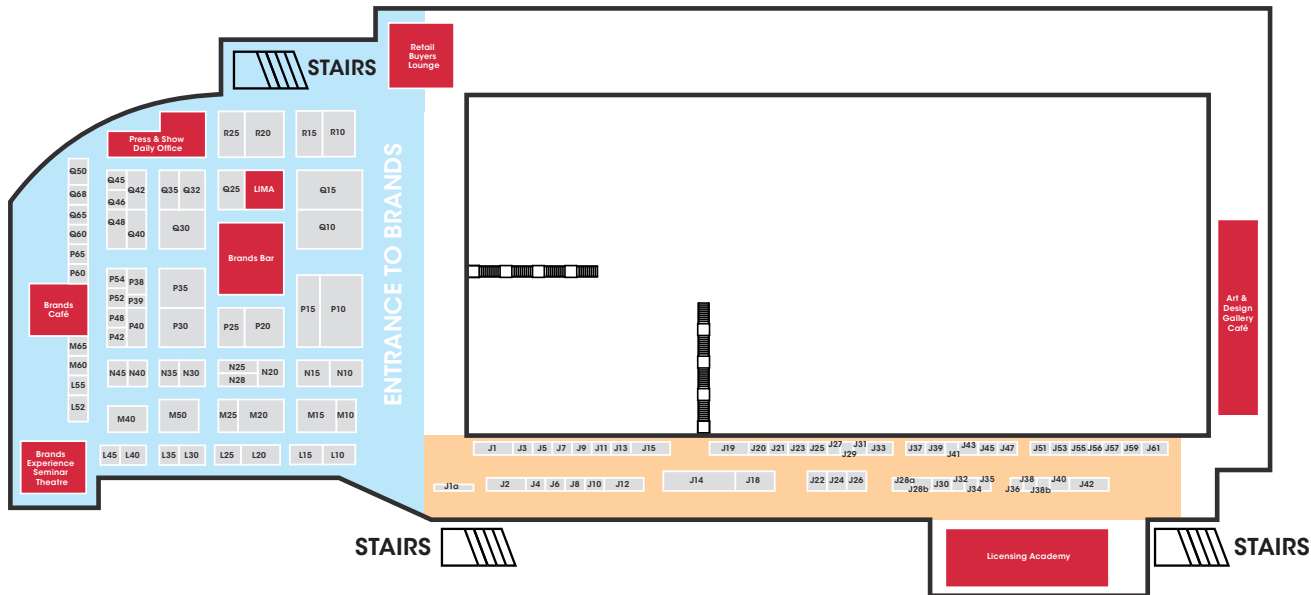 Retail
Buyers
Lounge
STAIRS
Press & Show
Daily Office
R25
R20
R15
R10
ENTRANCE TO BRANDS
Q50
Q68
Q65
Q60
P65
P60
Q45
Q46
Q48
Q42
Q40
Q35
Q32
Q30
Q25
LIMA
Q15
Q10
Brands Bar
Brands
Café
P54
P52
P48
P42
P38
P39
P40
P35
P30
P25
P20
P15
P10
M65
M60
L55
L52
N45
N40
N35
N30
N25
N28
N20
N15
N10
M40
M50
M25
M20
M15
M10
Brands
Experience
Seminar
Theatre
L45
L40
L35
L30
L25
L20
L15
L10
Art &
Design
Gallery
Café
J1
J3
J5
J7
J9
J11
J13
J15
J19
J20
J21
J23
J25
J27
J29
J31
J33
J37
J39
J41
J43
J45
J47
J51
J53
J55
J56
J57
J59
J61
J1a
J2
J4
J6
J8
J10
J12
J14
J18
J22
J24
J26
J28a
J28b
J30
J32
J34
J35
J36
J38
J38b
J40
J42
STAIRS
Licensing Academy
STAIRS